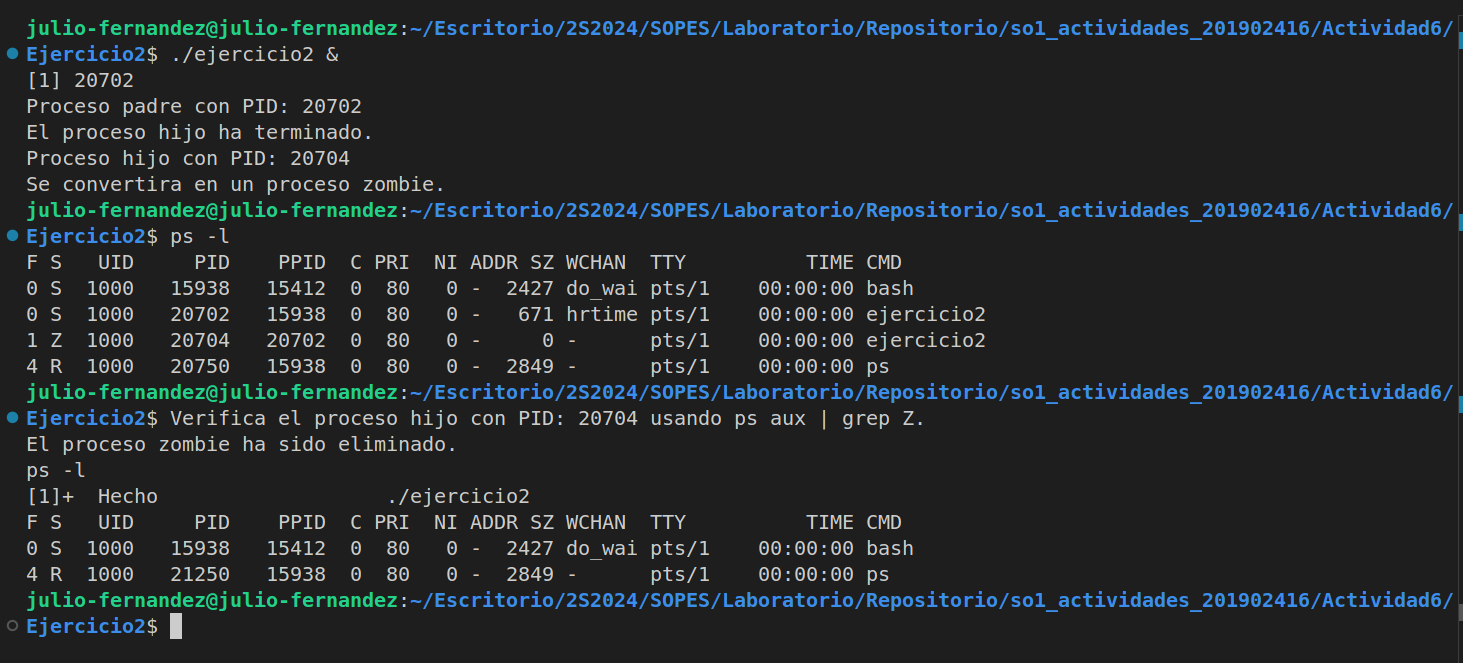 julio-fernandez@julio-fernandez:~/Escritorio/2S2024/SOPES/Laboratorio/Repositorio/so1_actividades_201902416/Actividad6/
Ejercicio2$ ./ejercicio2 &
[1] 20702
Proceso padre con PID: 20702
El proceso hijo ha terminado.
Proceso hijo con PID: 20704
Se convertira en un proceso zombie.
julio-fernandez@julio-fernandez:~/Escritorio/2S2024/SOPES/Laboratorio/Repositorio/so1_actividades_201902416/Actividad6/
Ejercicio2$ ps -l
F S   UID     PID    PPID  C PRI  NI ADDR SZ WCHAN  TTY          TIME CMD
0 S  1000   15938   15412  0  80   0 -  2427 do_wai pts/1    00:00:00 bash
0 S  1000   20702   15938  0  80   0 -   671 hrtime pts/1    00:00:00 ejercicio2
1 Z  1000   20704   20702  0  80   0 -     0 -      pts/1    00:00:00 ejercicio2
4 R  1000   20750   15938  0  80   0 -  2849 -      pts/1    00:00:00 ps
julio-fernandez@julio-fernandez:~/Escritorio/2S2024/SOPES/Laboratorio/Repositorio/so1_actividades_201902416/Actividad6/
Ejercicio2$ Verifica el proceso hijo con PID: 20704 usando ps aux | grep Z.
El proceso zombie ha sido eliminado.
ps -l
[1]+  Hecho                   ./ejercicio2
F S   UID     PID    PPID  C PRI  NI ADDR SZ WCHAN  TTY          TIME CMD
0 S  1000   15938   15412  0  80   0 -  2427 do_wai pts/1    00:00:00 bash
4 R  1000   21250   15938  0  80   0 -  2849 -      pts/1    00:00:00 ps
julio-fernandez@julio-fernandez:~/Escritorio/2S2024/SOPES/Laboratorio/Repositorio/so1_actividades_201902416/Actividad6/
Ejercicio2$